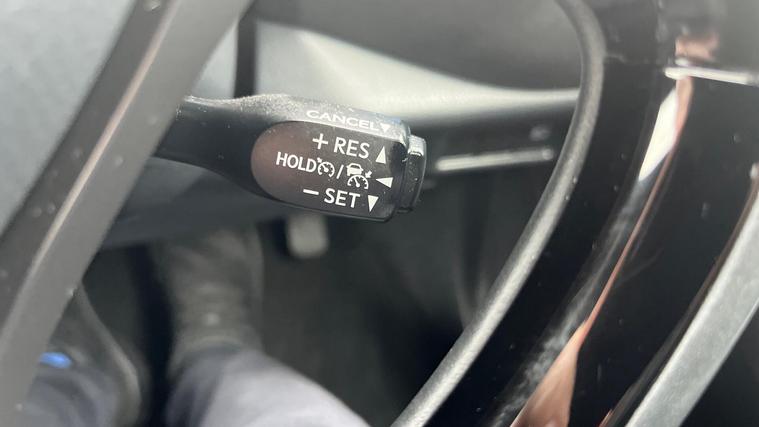 CANCEL
+ RES
HOLD /
− SET